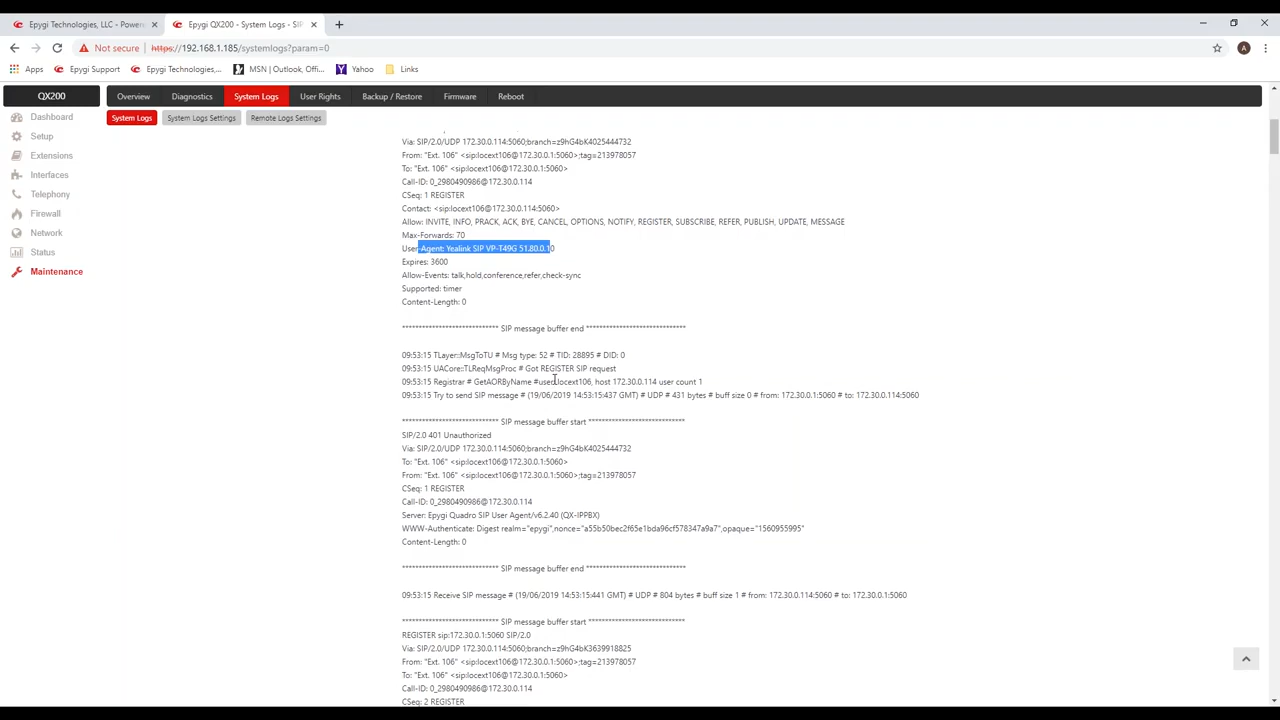 Epygi Technologies, LLC - Powere
Epygi QX200 - System Logs - SIP
Not secure
https://192.168.1.185/systemlogs?param=0
A
Apps
Epygi Support
Epygi Technologies,...
MSN | Outlook, Offi...
Yahoo
Links
QX200
Overview
Diagnostics
System Logs
User Rights
Backup / Restore
Firmware
Reboot
System Logs
System Logs Settings
Remote Logs Settings
Dashboard
Setup
Extensions
Interfaces
Telephony
Firewall
Network
Status
Maintenance
Via: SIP/2.0/UDP 172.30.0.114:5060;branch=z9hG4bK4025444732
From: "Ext. 106" <sip:locext106@172.30.0.1:5060>;tag=213978057
To: "Ext. 106" <sip:locext106@172.30.0.1:5060>
Call-ID: 0_2980490986@172.30.0.114
CSeq: 1 REGISTER
Contact: <sip:locext106@172.30.0.114:5060>
Allow: INVITE, INFO, PRACK, ACK, BYE, CANCEL, OPTIONS, NOTIFY, REGISTER, SUBSCRIBE, REFER, PUBLISH, UPDATE, MESSAGE
Max-Forwards: 70
User-Agent: Yealink SIP VP-T49G 51.80.0.10
Expires: 3600
Allow-Events: talk,hold,conference,refer,check-sync
Supported: timer
Content-Length: 0
**************************** SIP message buffer end *****************************
09:53:15 TLayer::MsgToTU # Msg type: 52 # TID: 28895 # DID: 0
09:53:15 UACore::TLReqMsgProc # Got REGISTER SIP request
09:53:15 Registrar # GetAORByName #user locext106, host 172.30.0.114 user count 1
09:53:15 Try to send SIP message # (19/06/2019 14:53:15:437 GMT) # UDP # 431 bytes # buff size 0 # from: 172.30.0.1:5060 # to: 172.30.0.114:5060
**************************** SIP message buffer start *****************************
SIP/2.0 401 Unauthorized
Via: SIP/2.0/UDP 172.30.0.114:5060;branch=z9hG4bK4025444732
To: "Ext. 106" <sip:locext106@172.30.0.1:5060>
From: "Ext. 106" <sip:locext106@172.30.0.1:5060>;tag=213978057
CSeq: 1 REGISTER
Call-ID: 0_2980490986@172.30.0.114
Server: Epygi Quadro SIP User Agent/v6.2.40 (QX-IPPBX)
WWW-Authenticate: Digest realm="epygi",nonce="a55b50bec2f65e1bda96cf578347a9a7",opaque="1560955995"
Content-Length: 0
**************************** SIP message buffer end *****************************
09:53:15 Receive SIP message # (19/06/2019 14:53:15:441 GMT) # UDP # 804 bytes # buff size 1 # from: 172.30.0.114:5060 # to: 172.30.0.1:5060
**************************** SIP message buffer start *****************************
REGISTER sip:172.30.0.1:5060 SIP/2.0
Via: SIP/2.0/UDP 172.30.0.114:5060;branch=z9hG4bK3639918825
From: "Ext. 106" <sip:locext106@172.30.0.1:5060>;tag=213978057
To: "Ext. 106" <sip:locext106@172.30.0.1:5060>
Call-ID: 0_2980490986@172.30.0.114
CSeq: 2 REGISTER